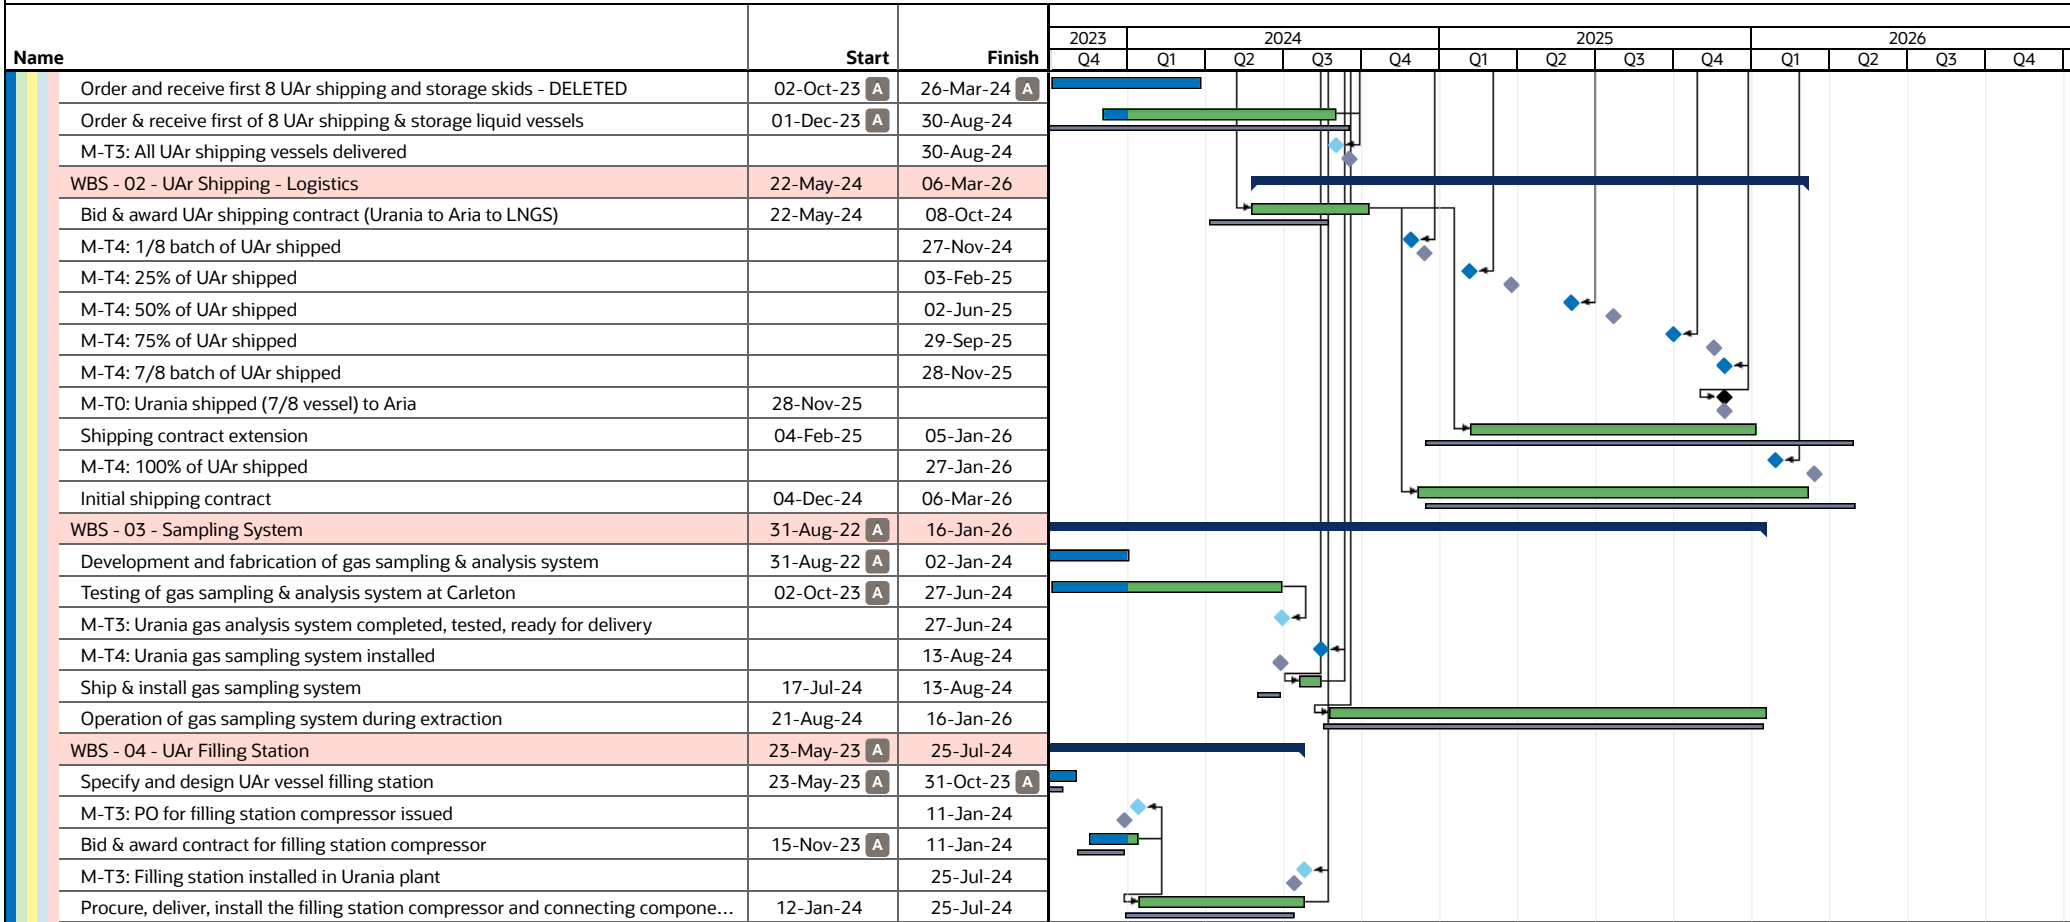 2023 2024 2025 2026
Name Start Finish Q4 Q1 Q2 Q3 Q4 Q1 Q2 Q3 Q4 Q1 Q2 Q3 Q4
Order and receive first 8 UAr shipping and storage skids - DELETED 02-Oct-23 A 26-Mar-24 A
Order & receive first of 8 UAr shipping & storage liquid vessels 01-Dec-23 A 30-Aug-24
M-T3: All UAr shipping vessels delivered 30-Aug-24
WBS - 02 - UAr Shipping - Logistics 22-May-24 06-Mar-26
Bid & award UAr shipping contract (Urania to Aria to LNGS) 22-May-24 08-Oct-24
M-T4: 1/8 batch of UAr shipped 27-Nov-24
M-T4: 25% of UAr shipped 03-Feb-25
M-T4: 50% of UAr shipped 02-Jun-25
M-T4: 75% of UAr shipped 29-Sep-25
M-T4: 7/8 batch of UAr shipped 28-Nov-25
M-T0: Urania shipped (7/8 vessel) to Aria 28-Nov-25
Shipping contract extension 04-Feb-25 05-Jan-26
M-T4: 100% of UAr shipped 27-Jan-26
Initial shipping contract 04-Dec-24 06-Mar-26
WBS - 03 - Sampling System 31-Aug-22 A 16-Jan-26
Development and fabrication of gas sampling & analysis system 31-Aug-22 A 02-Jan-24
Testing of gas sampling & analysis system at Carleton 02-Oct-23 A 27-Jun-24
M-T3: Urania gas analysis system completed, tested, ready for delivery 27-Jun-24
M-T4: Urania gas sampling system installed 13-Aug-24
Ship & install gas sampling system 17-Jul-24 13-Aug-24
Operation of gas sampling system during extraction 21-Aug-24 16-Jan-26
WBS - 04 - UAr Filling Station 23-May-23 A 25-Jul-24
Specify and design UAr vessel filling station 23-May-23 A 31-Oct-23 A
M-T3: PO for filling station compressor issued 11-Jan-24
Bid & award contract for filling station compressor 15-Nov-23 A 11-Jan-24
M-T3: Filling station installed in Urania plant 25-Jul-24
Procure, deliver, install the filling station compressor and connecting compone... 12-Jan-24 25-Jul-24